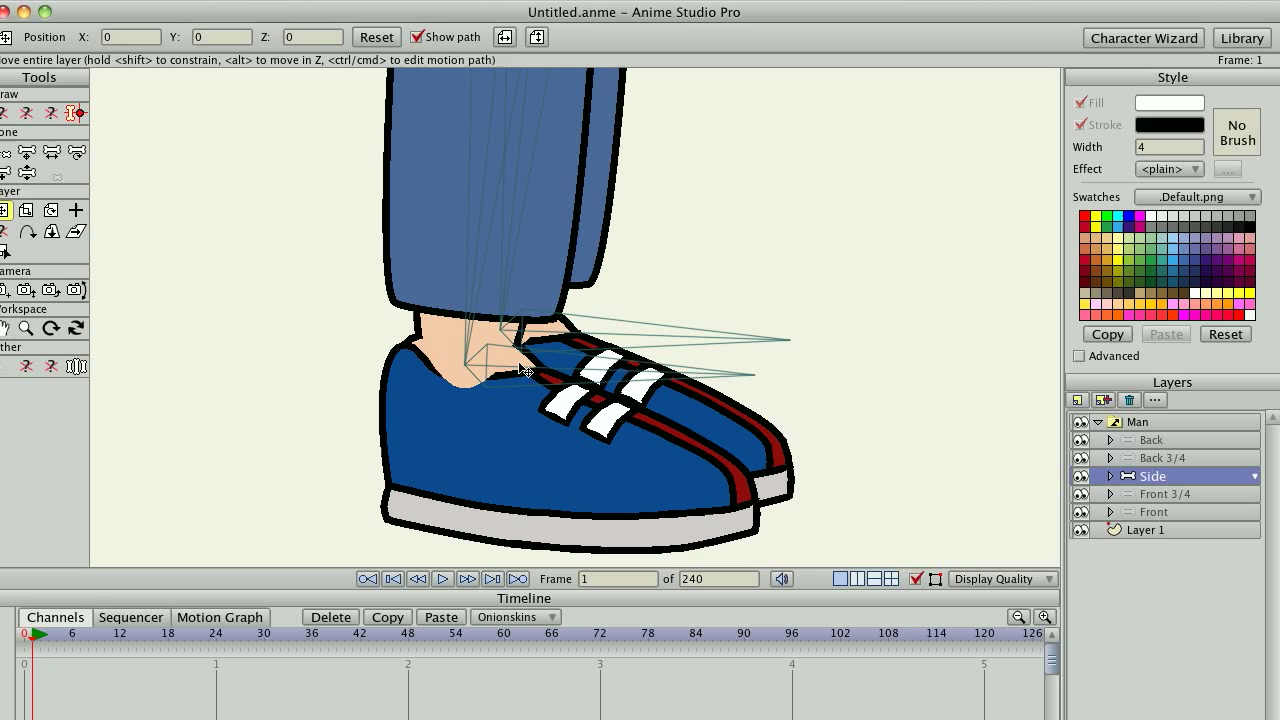 Untitled.anme - Anime Studio Pro
Position X: 0 Y: 0 Z: 0 Reset Show path Character Wizard Library
ove entire layer (hold <shift> to constrain, <alt> to move in Z, <ctrl/cmd> to edit motion path) Frame: 1
Tools
raw
one
ayer
amera
orkspace
ther
Style
Fill
Stroke
No Brush
Width 4
Effect <plain> ...
Swatches .Default.png
Copy Paste Reset
Advanced
Layers
...
Man
Back
Back 3/4
Side
Front 3/4
Front
Layer 1
Frame 1 of 240 Display Quality
Timeline
Channels Sequencer Motion Graph Delete Copy Paste Onionskins
0 6 12 18 24 30 36 42 48 54 60 66 72 78 84 90 96 102 108 114 120 126
0 1 2 3 4 5